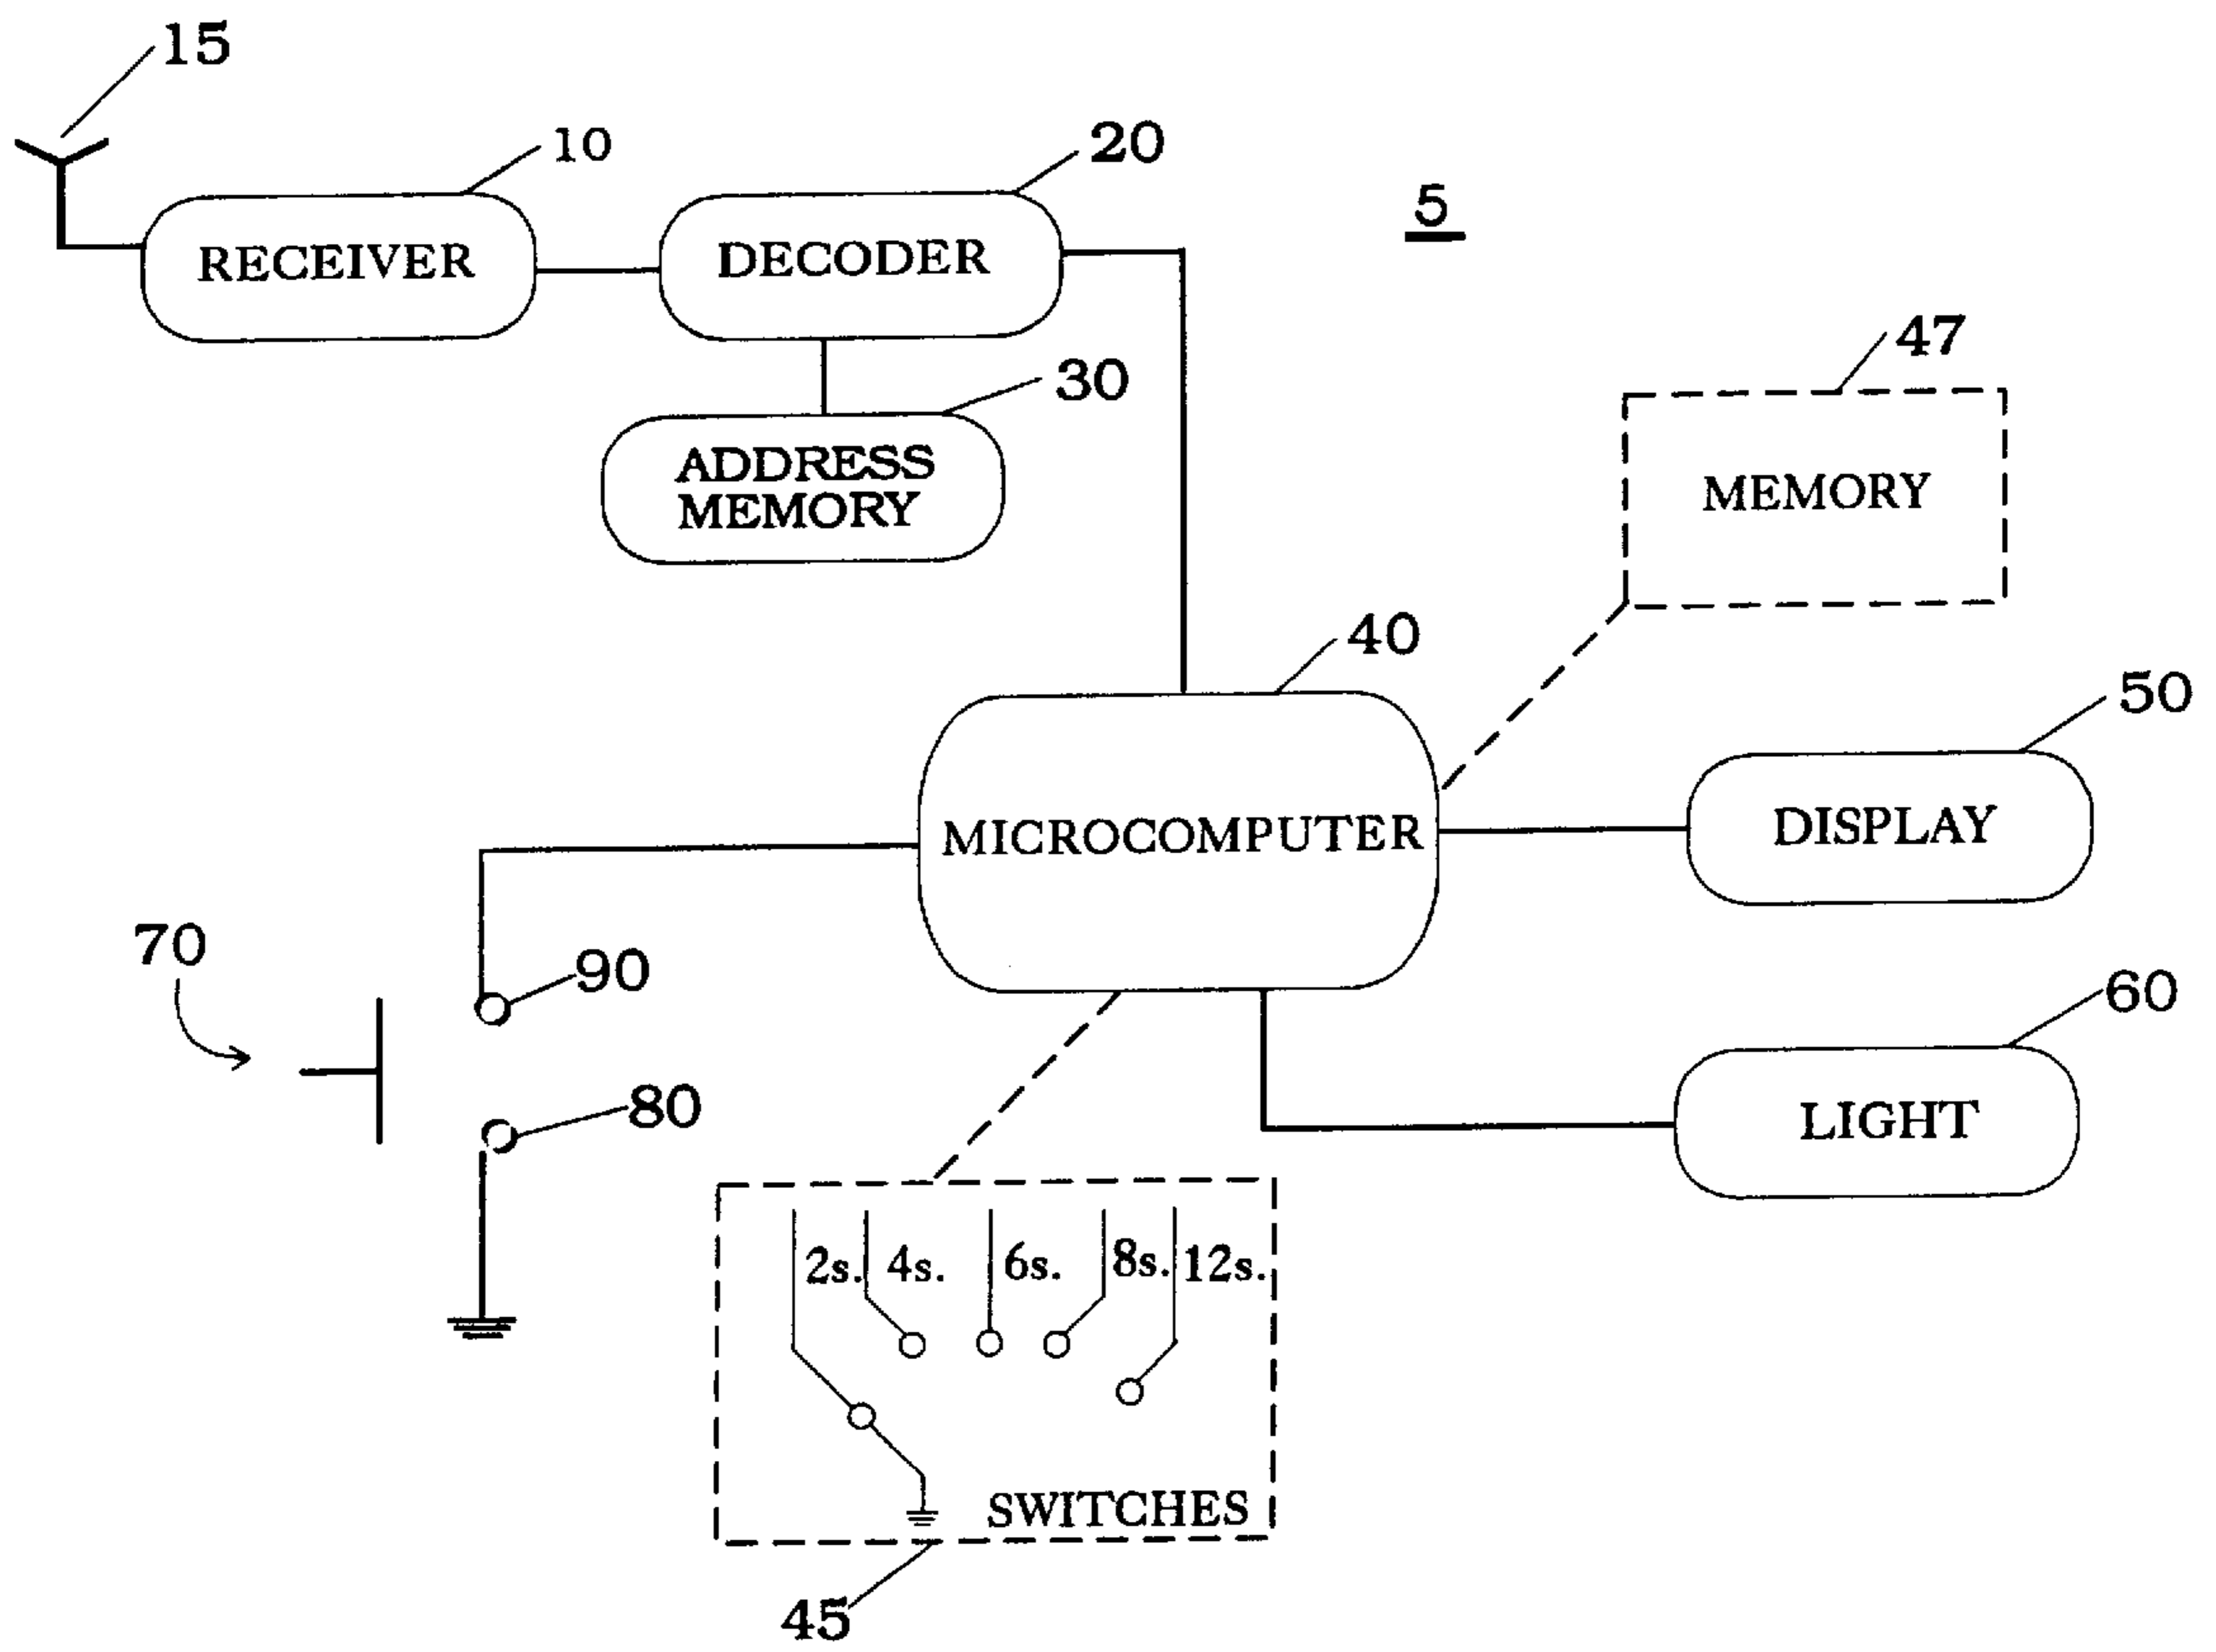 15
10
20
5
RECEIVER
DECODER
47
30
ADDRESS
MEMORY
MEMORY
40
50
MICROCOMPUTER
DISPLAY
70
90
60
80
LIGHT
2s. 4s. 6s. 8s. 12s.
SWITCHES
45